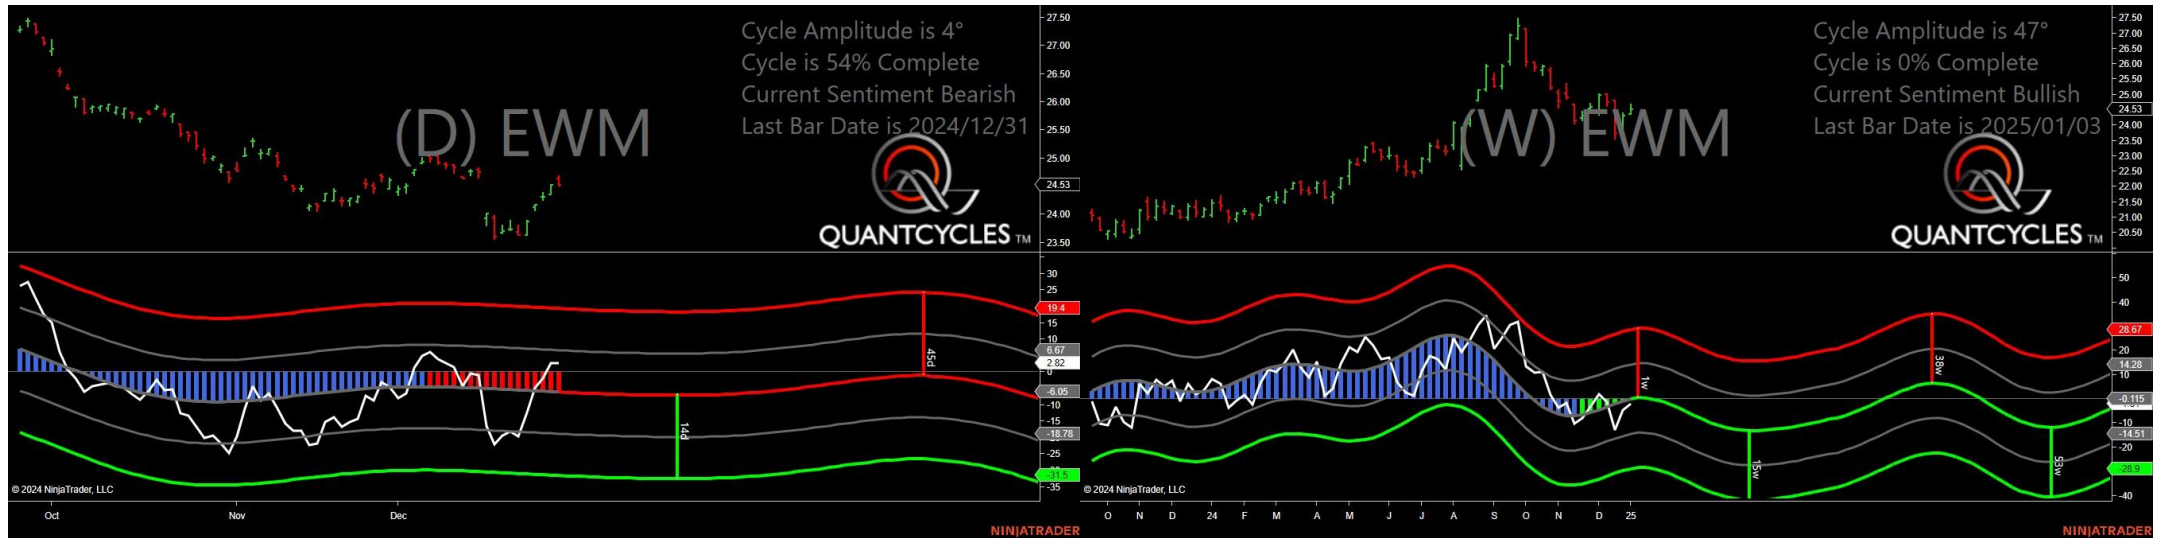 Cycle Amplitude is 4°
Cycle is 54% Complete
Current Sentiment Bearish
Last Bar Date is 2024/12/31
(D) EWM
QUANTCYCLES TM
27.50
27.00
26.50
26.00
25.50
25.00
24.53
24.00
23.50
30
25
19.4
15
10
6.67
2.82
0
-6.05
-10
-15
-18.78
-25
-31.5
-35
45d
14d
© 2024 NinjaTrader, LLC
Oct
Nov
Dec
NINJATRADER
Cycle Amplitude is 47°
Cycle is 0% Complete
Current Sentiment Bullish
Last Bar Date is 2025/01/03
(W) EWM
QUANTCYCLES TM
27.50
27.00
26.50
26.00
25.50
25.00
24.53
24.00
23.50
23.00
22.50
22.00
21.50
21.00
20.50
50
40
28.67
20
14.28
10
-0.115
-10
-14.51
-20
-28.9
-40
1w
15w
38w
53w
© 2024 NinjaTrader, LLC
O N D 24 F M A M J J A S O N D 25
NINJATRADER